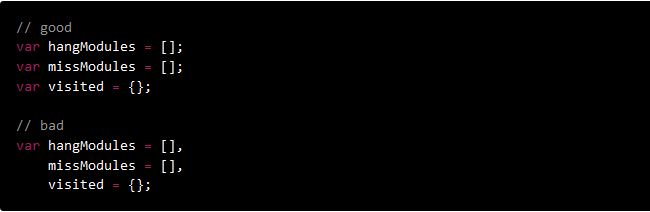 // good
var hangModules = [];
var missModules = [];
var visited = {};

// bad
var hangModules = [],
    missModules = [],
    visited = {};